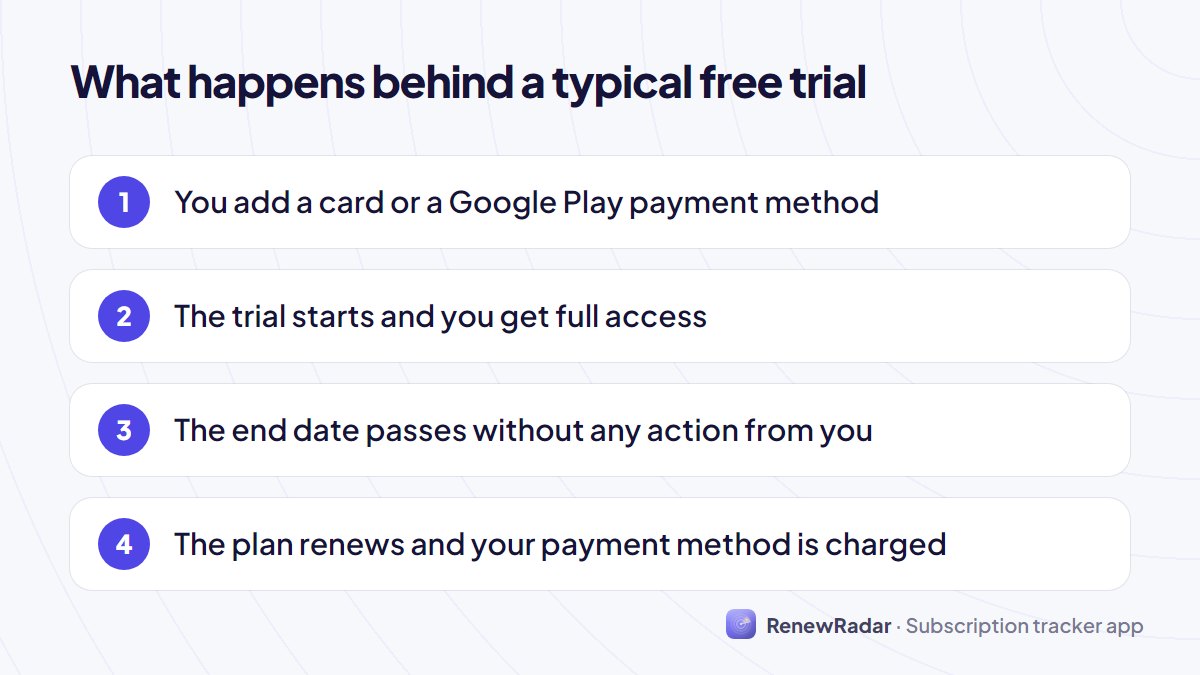 What happens behind a typical free trial
1 You add a card or a Google Play payment method
2 The trial starts and you get full access
3 The end date passes without any action from you
4 The plan renews and your payment method is charged
RenewRadar · Subscription tracker app